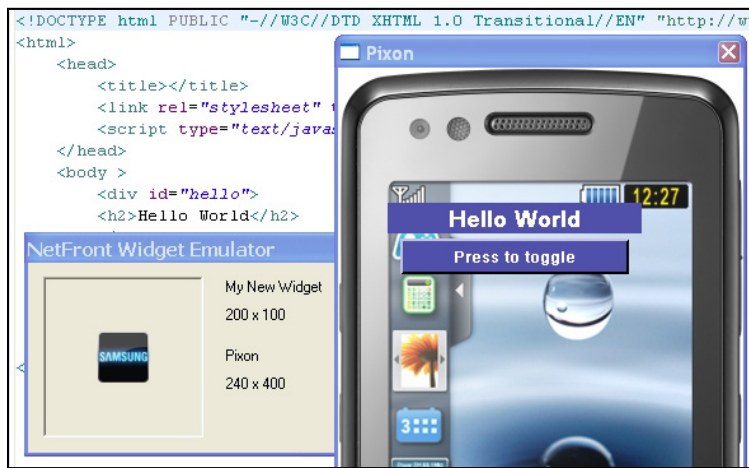 <!DOCTYPE html PUBLIC "-//W3C//DTD XHTML 1.0 Transitional//EN" "http://w
<html>
<head>
<title></title>
<link rel="stylesheet"
<script type="text/javas
</head>
<body >
<div id="hello">
<h2>Hello World</h2>
Pixon
12:27
Hello World
Press to toggle
3
NetFront Widget Emulator
My New Widget
200 x 100
SAMSUNG
Pixon
240 x 400